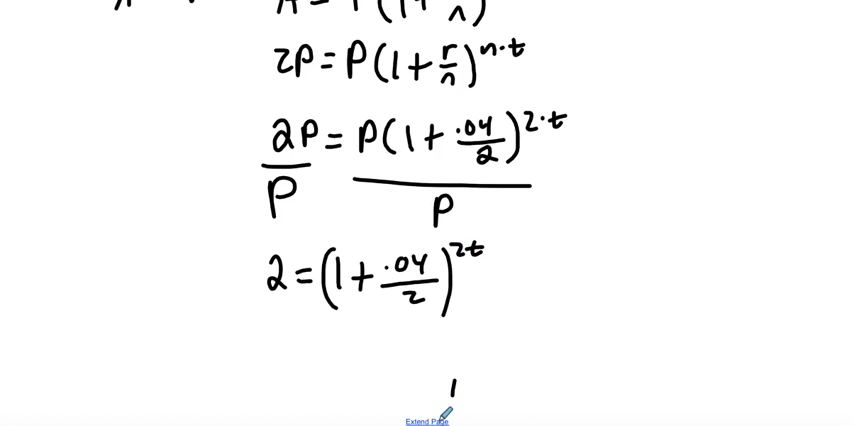 2P = P(1 + r/n)^n·t
2P/P = P(1 + .04/2)^2·t/P
2 = (1 + .04/2)^2t
Extend Page